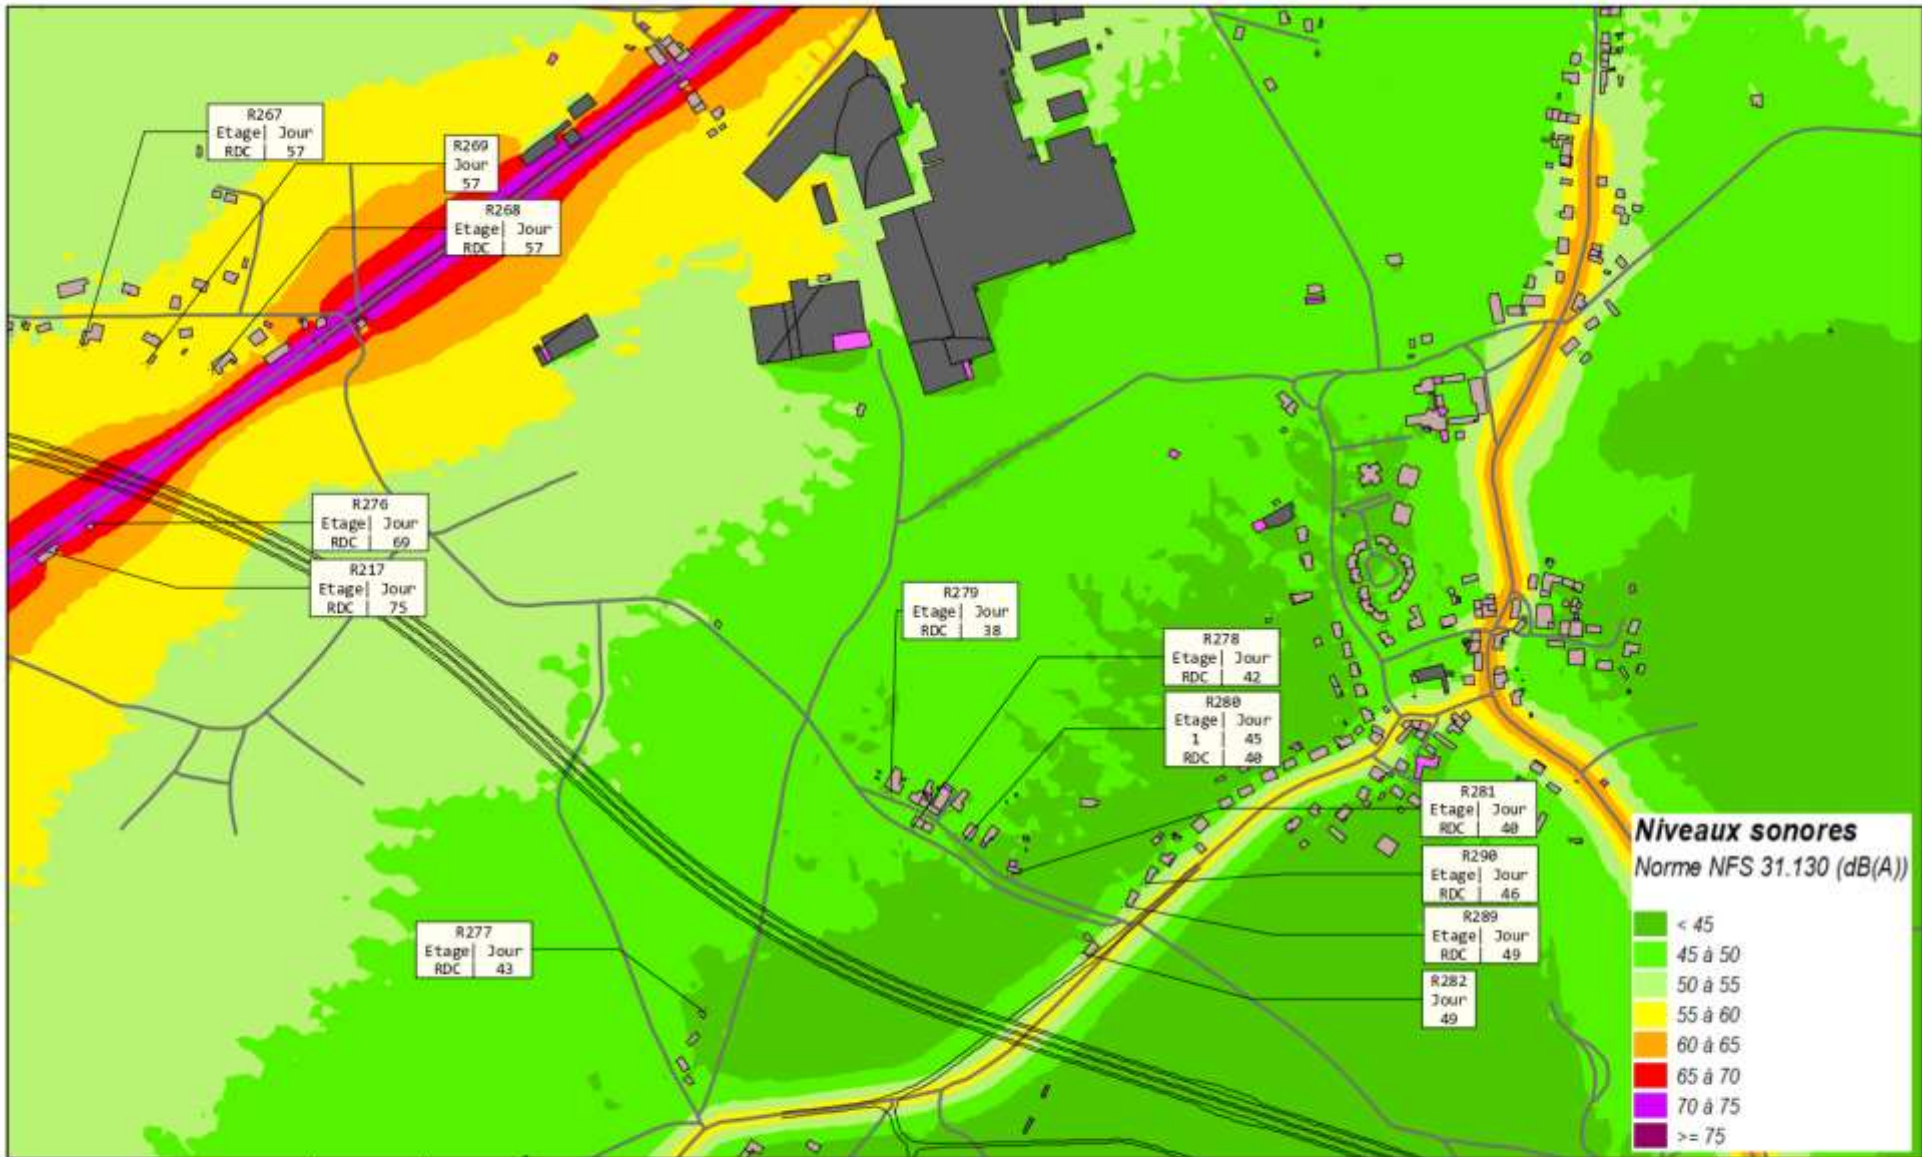 R267
Etage| Jour
RDC | 57
R269
Jour
57
R268
Etage| Jour
RDC | 57
R276
Etage| Jour
RDC | 69
R217
Etage| Jour
RDC | 75
R279
Etage| Jour
RDC | 38
R278
Etage| Jour
RDC | 42
R280
Etage| Jour
1 | 45
RDC | 40
R281
Etage| Jour
RDC | 40
R290
Etage| Jour
RDC | 46
R289
Etage| Jour
RDC | 49
R282
Jour
49
R277
Etage| Jour
RDC | 43
Niveaux sonores
Norme NFS 31.130 (dB(A))
< 45
45 à 50
50 à 55
55 à 60
60 à 65
65 à 70
70 à 75
>= 75